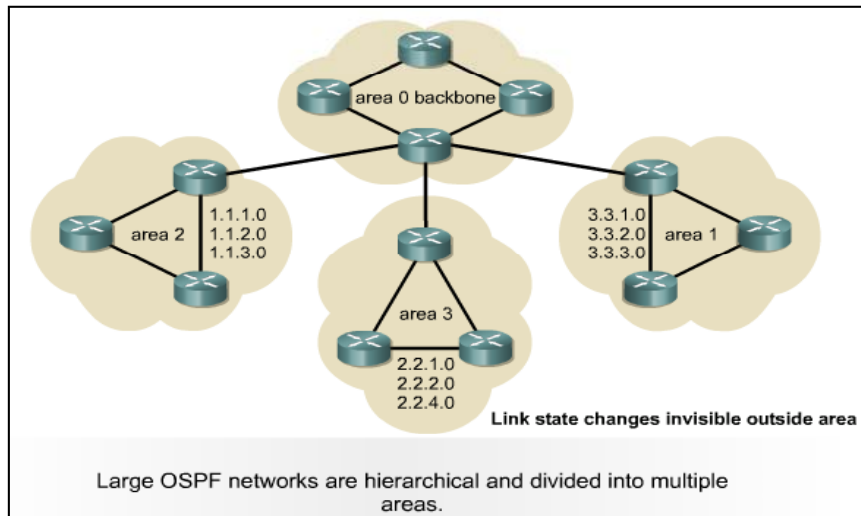 area 0 backbone
area 2
1.1.1.0
1.1.2.0
1.1.3.0
3.3.1.0
3.3.2.0
3.3.3.0
area 1
area 3
2.2.1.0
2.2.2.0
2.2.4.0
Link state changes invisible outside area
Large OSPF networks are hierarchical and divided into multiple
areas.